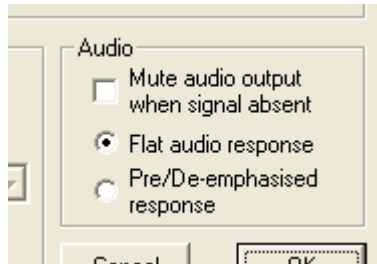 Audio
Mute audio output
when signal absent
Flat audio response
Pre/De-emphasised
response
Cancel
OK